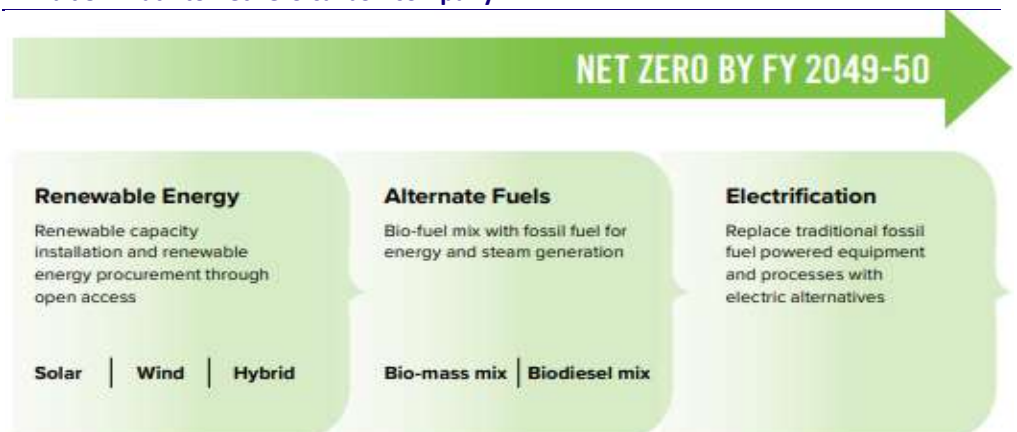 NET ZERO BY FY 2049-50
Renewable Energy
Renewable capacity
installation and renewable
energy procurement through
open access
Solar | Wind | Hybrid
Alternate Fuels
Bio-fuel mix with fossil fuel for
energy and steam generation
Bio-mass mix | Biodiesel mix
Electrification
Replace traditional fossil
fuel powered equipment
and processes with
electric alternatives